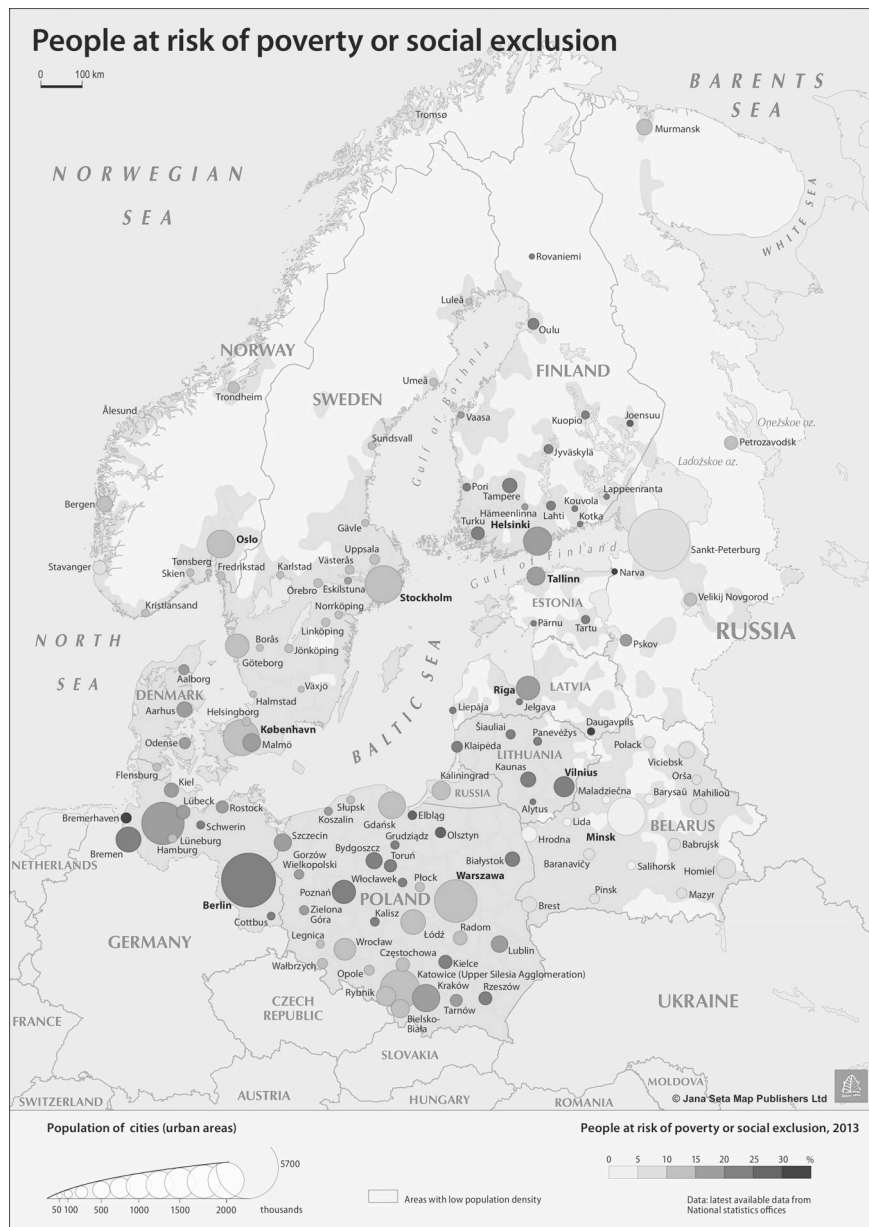 People at risk of poverty or social exclusion
0 100 km
BARENTS
SEA
Tromsø
Murmansk
NORWEGIAN
SEA
WHITE SEA
Rovaniemi
Luleå
Oulu
NORWAY
FINLAND
Umeå
Trondheim
SWEDEN
Gulf of Bothnia
Ålesund
Vaasa
Kuopio
Joensuu
Onežskoe oz.
Sundsvall
Petrozavodsk
Jyväskylä
Ladožskoe oz.
Pori
Tampere
Lappeenranta
Bergen
Hämeenlinna
Kouvola
Lahti
Kotka
Turku
Helsinki
Gävle
Oslo
Sankt-Peterburg
Uppsala
Gulf of Finland
Stavanger
Tønsberg
Skien
Fredrikstad
Karlstad
Västerås
Tallinn
Narva
Örebro
Eskilstuna
Stockholm
Velikij Novgorod
Kristiansand
Norrköping
ESTONIA
Linköping
Pärnu
Tartu
RUSSIA
NORTH
SEA
Borås
Jönköping
Pskov
Göteborg
BALTIC SEA
Aalborg
DENMARK
Växjö
Rīga
LATVIA
Halmstad
Jelgava
Aarhus
Liepāja
Helsingborg
Daugavpils
København
Šiauliai
Panevėžys
Odense
Malmö
Klaipėda
LITHUANIA
Polack
Viciebsk
Flensburg
Kaunas
Vilnius
Kiel
Kaliningrad
Maladziečna
Orša
RUSSIA
Barysaŭ
Mahilioŭ
Lübeck
Rostock
Słupsk
Alytus
Bremerhaven
Koszalin
Gdańsk
Elbląg
Lida
Minsk
BELARUS
Schwerin
Hrodna
Bremen
Lüneburg
Szczecin
Grudziądz
Olsztyn
Babrujsk
Hamburg
Bydgoszcz
Toruń
NETHERLANDS
Gorzów
Wielkopolski
Białystok
Baranavičy
Salihorsk
Homiel
Włocławek
Płock
Warszawa
Poznań
POLAND
Pinsk
Mazyr
Berlin
Zielona
Góra
Kalisz
Brest
Cottbus
Łódź
Radom
GERMANY
Legnica
Wrocław
Lublin
Częstochowa
Wałbrzych
Kielce
Opole
Katowice (Upper Silesia Agglomeration)
Kraków
Rzeszów
Rybnik
CZECH
REPUBLIC
Tarnów
UKRAINE
Bielsko-
Biała
FRANCE
SLOVAKIA
MOLDOVA
AUSTRIA
HUNGARY
© Jana Seta Map Publishers Ltd
SWITZERLAND
ROMANIA
Population of cities (urban areas)
People at risk of poverty or social exclusion, 2013
5700
0 5 10 15 20 25 30 %
50 100 500 1000 1500 2000 thousands
Areas with low population density
Data: latest available data from
National statistics offices